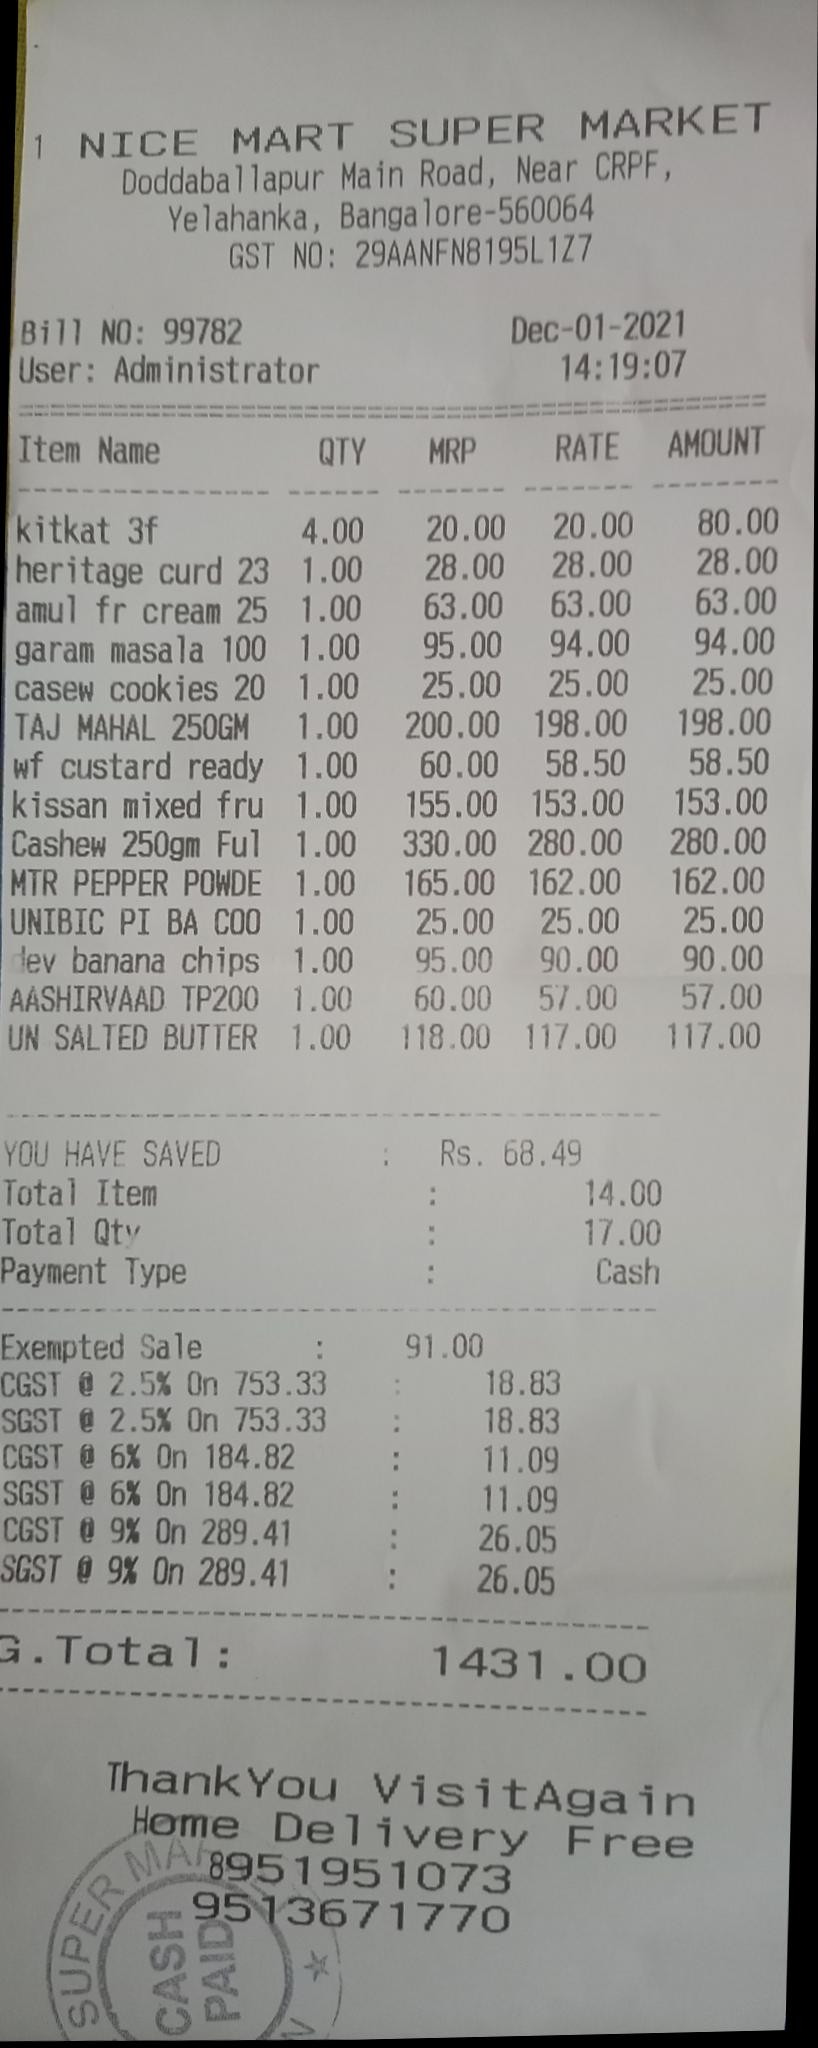 1 NICE MART SUPER MARKET
Doddaballapur Main Road, Near CRPF,
Yelahanka, Bangalore-560064
GST NO: 29AANFN8195L1Z7
Bill NO: 99782 Dec-01-2021
User: Administrator 14:19:07
Item Name QTY MRP RATE AMOUNT
kitkat 3f 4.00 20.00 20.00 80.00
heritage curd 23 1.00 28.00 28.00 28.00
amul fr cream 25 1.00 63.00 63.00 63.00
garam masala 100 1.00 95.00 94.00 94.00
casew cookies 20 1.00 25.00 25.00 25.00
TAJ MAHAL 250GM 1.00 200.00 198.00 198.00
wf custard ready 1.00 60.00 58.50 58.50
kissan mixed fru 1.00 155.00 153.00 153.00
Cashew 250gm Ful 1.00 330.00 280.00 280.00
MTR PEPPER POWDE 1.00 165.00 162.00 162.00
UNIBIC PI BA COO 1.00 25.00 25.00 25.00
dev banana chips 1.00 95.00 90.00 90.00
AASHIRVAAD TP200 1.00 60.00 57.00 57.00
UN SALTED BUTTER 1.00 118.00 117.00 117.00
YOU HAVE SAVED : Rs. 68.49
Total Item : 14.00
Total Qty : 17.00
Payment Type : Cash
Exempted Sale : 91.00
CGST @ 2.5% On 753.33 : 18.83
SGST @ 2.5% On 753.33 : 18.83
CGST @ 6% On 184.82 : 11.09
SGST @ 6% On 184.82 : 11.09
CGST @ 9% On 289.41 : 26.05
SGST @ 9% On 289.41 : 26.05
G.Total: 1431.00
ThankYou VisitAgain
Home Delivery Free
8951951073
9513671770
SUPER
CASH
PAID